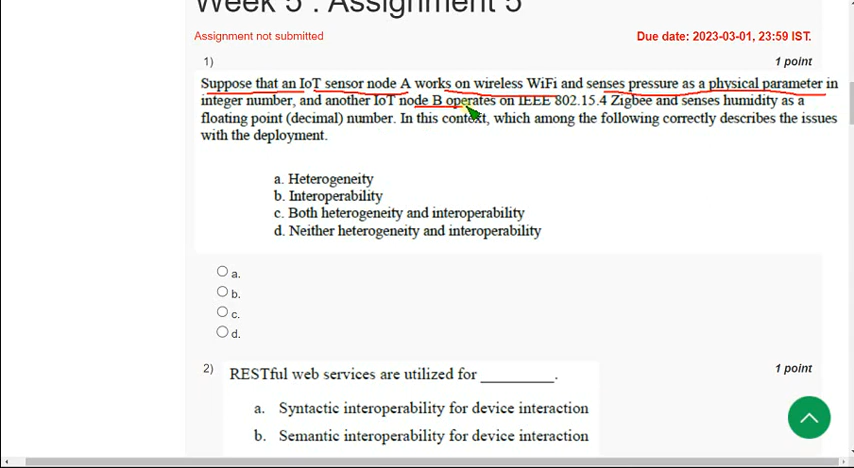 Week 5 : Assignment 5
Assignment not submitted
Due date: 2023-03-01, 23:59 IST.
1)
1 point
Suppose that an IoT sensor node A works on wireless WiFi and senses pressure as a physical parameter in
integer number, and another IoT node B operates on IEEE 802.15.4 Zigbee and senses humidity as a
floating point (decimal) number. In this context, which among the following correctly describes the issues
with the deployment.
a. Heterogeneity
b. Interoperability
c. Both heterogeneity and interoperability
d. Neither heterogeneity and interoperability
a.
b.
c.
d.
2)
1 point
RESTful web services are utilized for __________.
a. Syntactic interoperability for device interaction
b. Semantic interoperability for device interaction